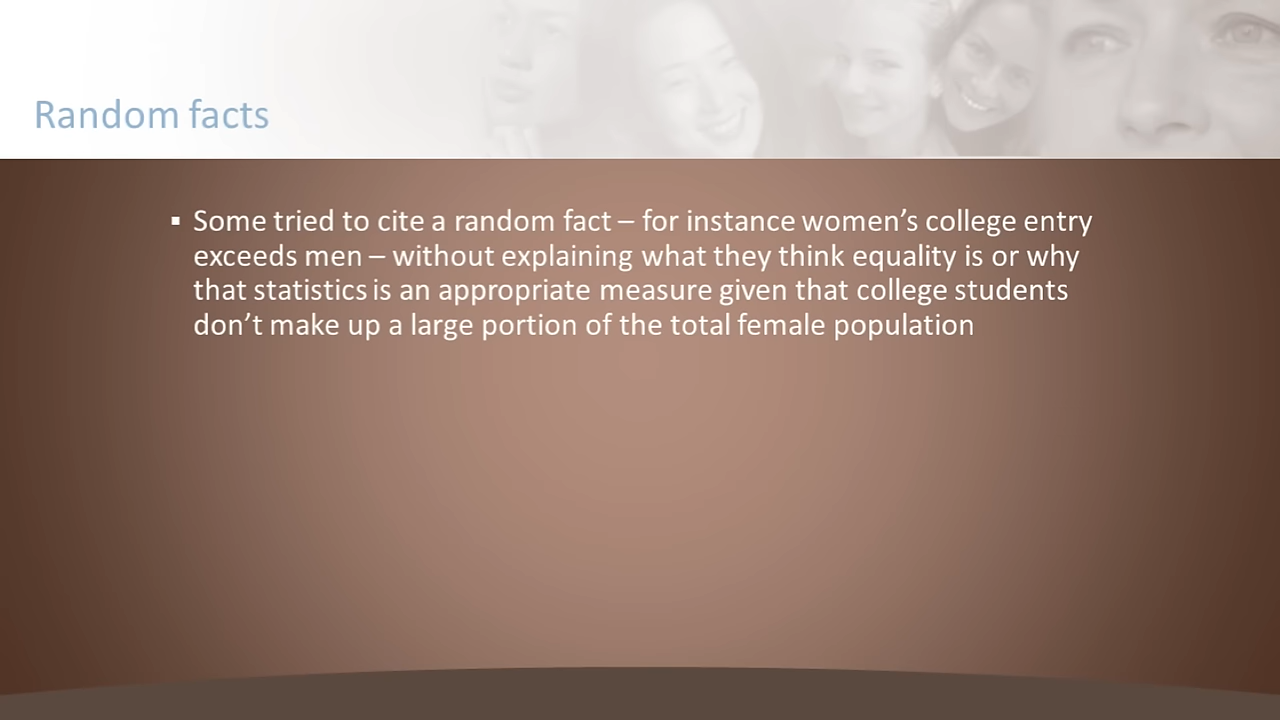 Random facts
▪ Some tried to cite a random fact – for instance women’s college entry
exceeds men – without explaining what they think equality is or why
that statistics is an appropriate measure given that college students
don’t make up a large portion of the total female population